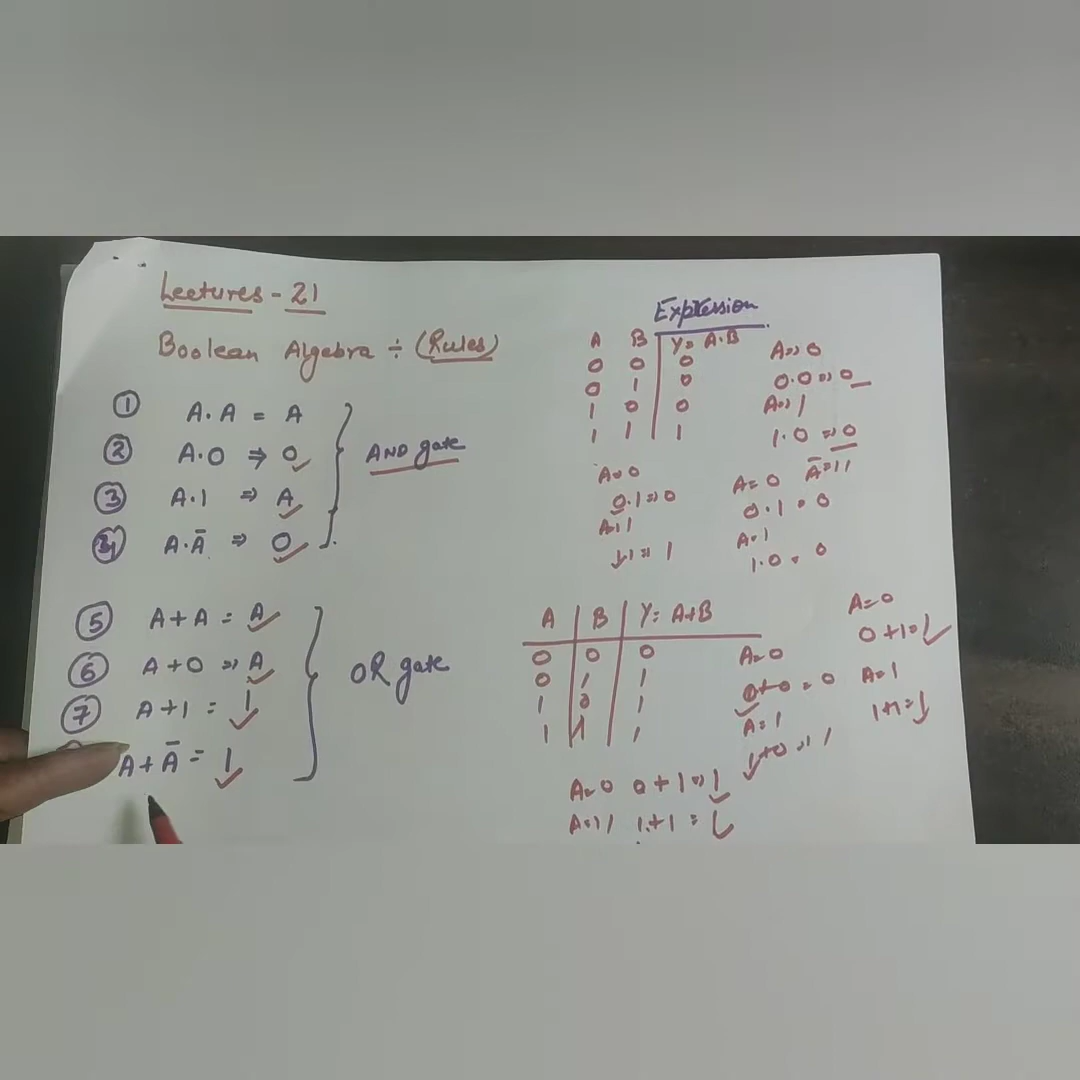 Lectures - 21
Boolean Algebra ÷ (Rules)
① A.A = A
② A.0 ⇒ 0
③ A.1 ⇒ A
A.Ā ⇒ 0
AND gate
⑤ A+A = A
⑥ A+0 ⇒ A
⑦ A+1 = 1
A+Ā = 1
OR gate
Expression
A B Y= A.B
0 0 0
0 1 0
1 0 0
1 1 1
A⇒0
0.0⇒0
A⇒1
1.0⇒0
A=0
0.1⇒0
A=1
1= 1
A=0 Ā=1
0.1=0
A=1
1.0= 0
A B Y= A+B
0 0 0
0 1 1
1 0 1
1 1 1
A=0
0+0=0
A=1
1+0=1
A=0
0+1=1
A=1
1+1=1
A=0 0+1⇒1
A=1 1+1=1